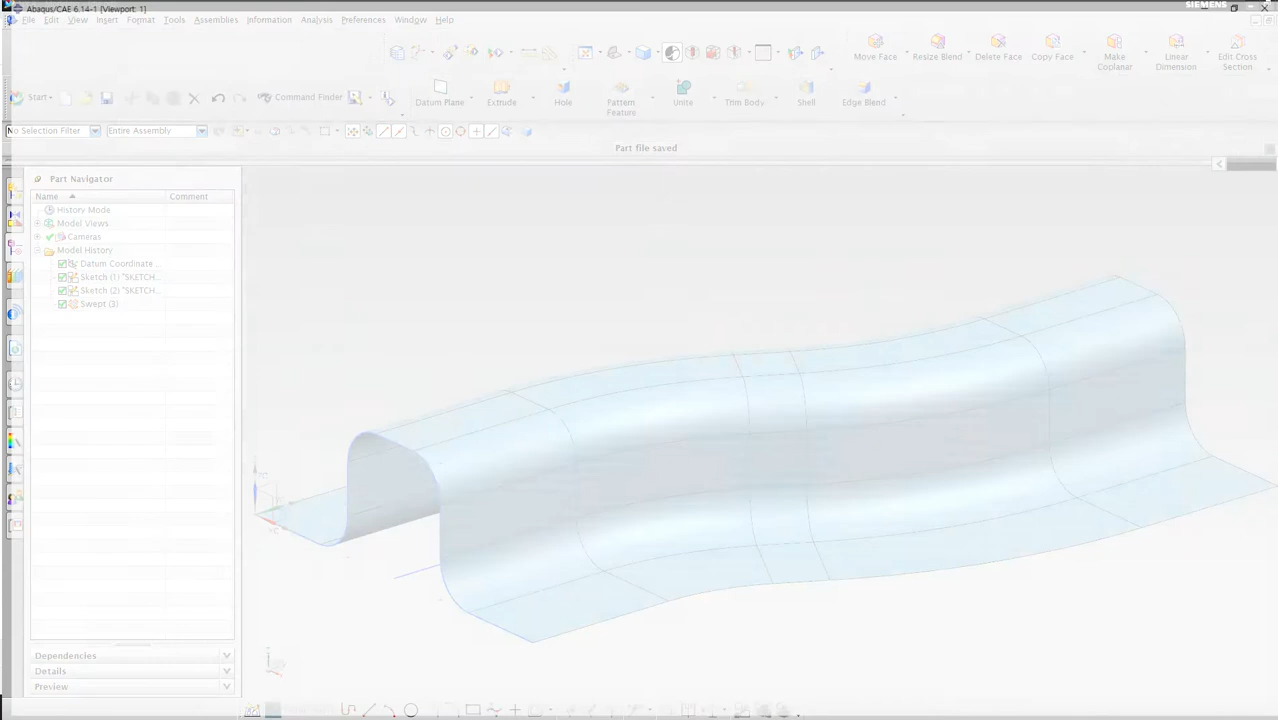 Abaqus/CAE 6.14-1 [Viewport: 1]
SIEMENS
File Edit View Insert Format Tools Assemblies Information Analysis Preferences Window Help
Move Face Resize Blend Delete Face Copy Face Make Coplanar Linear Dimension Edit Cross Section
Start Command Finder Datum Plane Extrude Hole Pattern Feature Unite Trim Body Shell Edge Blend
No Selection Filter Entire Assembly
Part file saved
Part Navigator
Name Comment
History Mode
Model Views
Cameras
Model History
Datum Coordinate ...
Sketch (1) "SKETCH...
Sketch (2) "SKETCH...
Swept (3)
Dependencies
Details
Preview